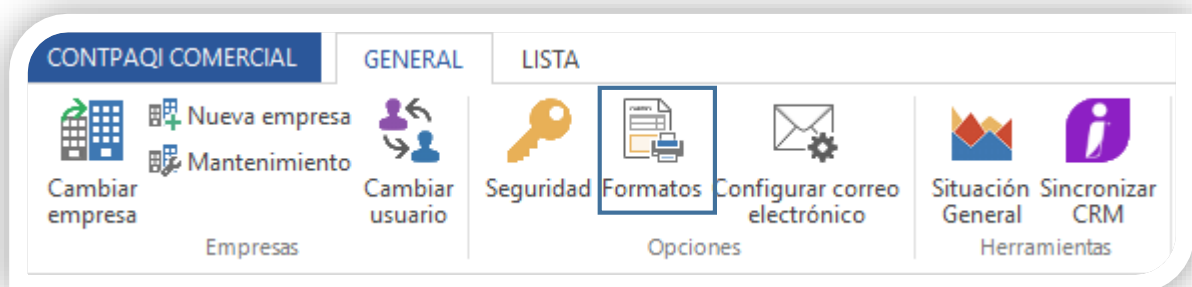 CONTPAQI COMERCIAL GENERAL LISTA
Nueva empresa
Mantenimiento
Cambiar empresa
Cambiar usuario
Seguridad
Formatos
Configurar correo electrónico
Situación General
Sincronizar CRM
Empresas Opciones Herramientas